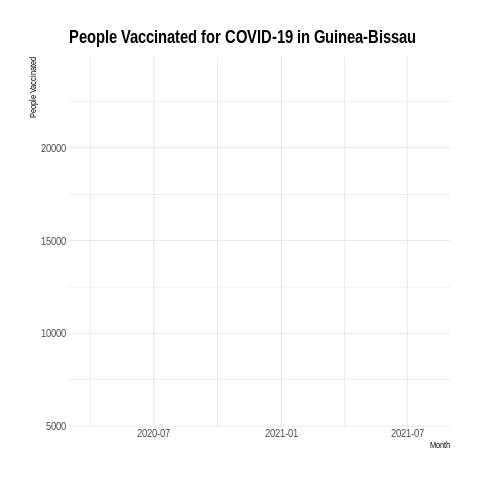 People Vaccinated for COVID-19 in Guinea-Bissau
People Vaccinated
20000
15000
10000
5000
2020-07 2021-01 2021-07
Month